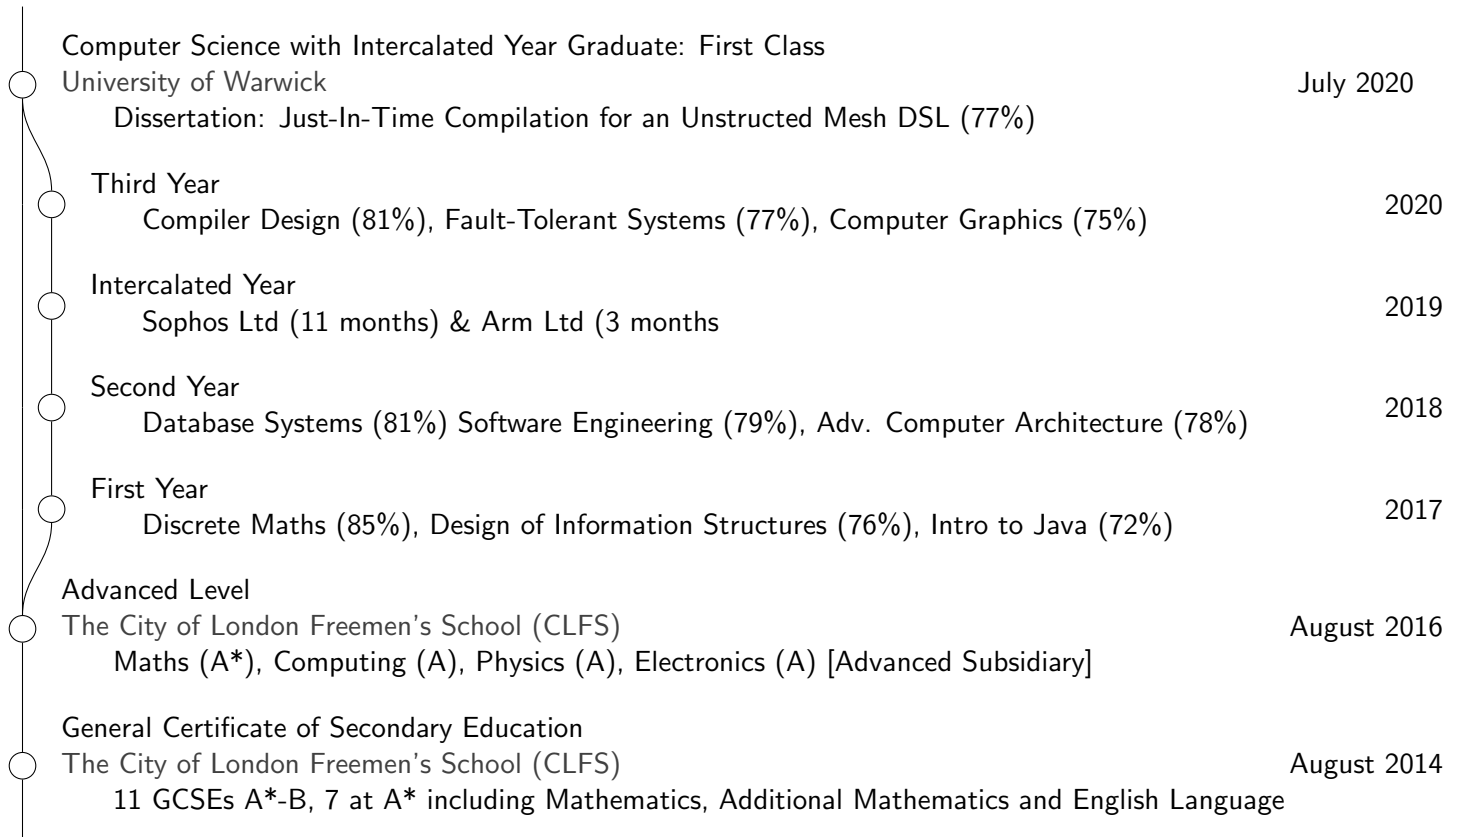 Computer Science with Intercalated Year Graduate: First Class
University of Warwick July 2020
Dissertation: Just-In-Time Compilation for an Unstructed Mesh DSL (77%)
Third Year
2020
Compiler Design (81%), Fault-Tolerant Systems (77%), Computer Graphics (75%)
Intercalated Year
2019
Sophos Ltd (11 months) & Arm Ltd (3 months
Second Year
2018
Database Systems (81%) Software Engineering (79%), Adv. Computer Architecture (78%)
First Year
2017
Discrete Maths (85%), Design of Information Structures (76%), Intro to Java (72%)
Advanced Level
The City of London Freemen's School (CLFS) August 2016
Maths (A*), Computing (A), Physics (A), Electronics (A) [Advanced Subsidiary]
General Certificate of Secondary Education
The City of London Freemen's School (CLFS) August 2014
11 GCSEs A*-B, 7 at A* including Mathematics, Additional Mathematics and English Language